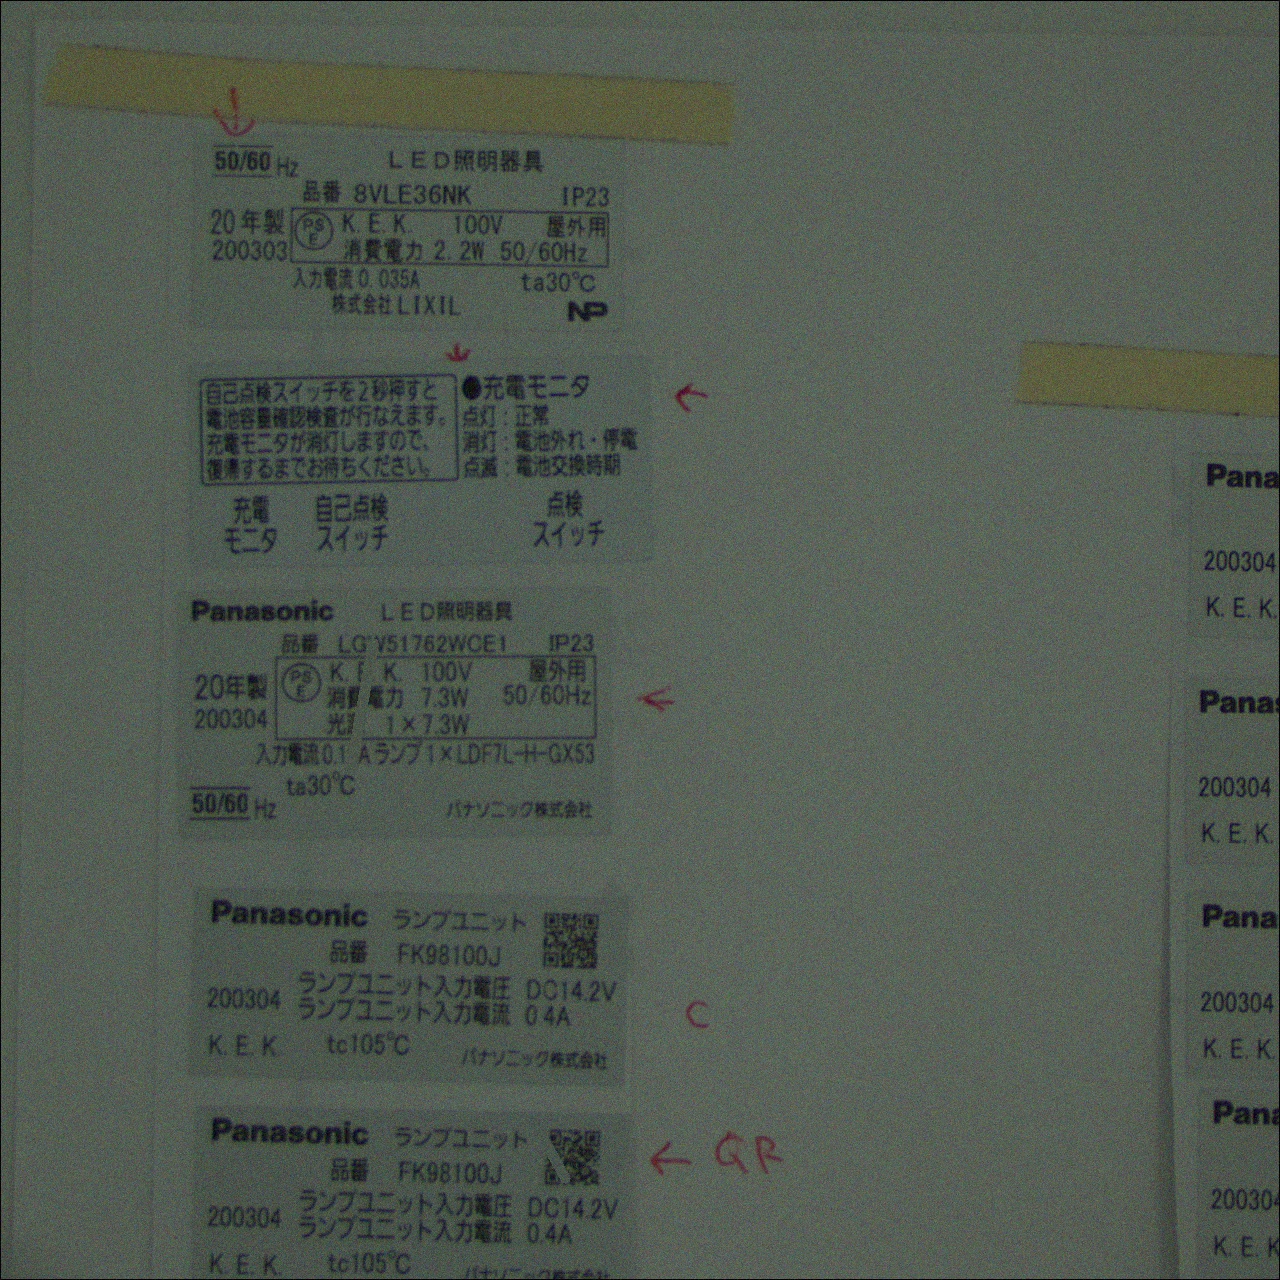 50/60 Hz LED照明器具
品番 8VLE36NK IP23
20年製 PSE K.E.K. 100V 屋外用
200303 消費電力 2.2W 50/60Hz
入力電流0.035A ta30℃
株式会社LIXIL NP
自己点検スイッチを2秒押すと
電池容量確認検査が行なえます。
充電モニタが消灯しますので、
復帰するまでお待ちください。
●充電モニタ
点灯：正常
消灯：電池外れ・停電
点滅：電池交換時期
充電
モニタ
自己点検
スイッチ
点検
スイッチ
Panasonic LED照明器具
品番 LG V51762WCE1 IP23
20年製 PSE K. K. 100V 屋外用
200304 消費電力 7.3W 50/60Hz
光 1×7.3W
入力電流0.1 A ランプ1×LDF7L-H-GX53
ta30℃
50/60 Hz パナソニック株式会社
Panasonic ランプユニット
品番 FK98100J
200304 ランプユニット入力電圧 DC14.2V
ランプユニット入力電流 0 4A
C
K.E.K. tc105℃ パナソニック株式会社
Panasonic ランプユニット
QR
品番 FK98100J
200304 ランプユニット入力電圧 DC14.2V
ランプユニット入力電流 0.4A
K.E.K. tc105℃
Pana
200304
K.E.K.
Panas
200304
K.E.K.
Pana
200304
K.E.K.
Pana
200304
K.E.K